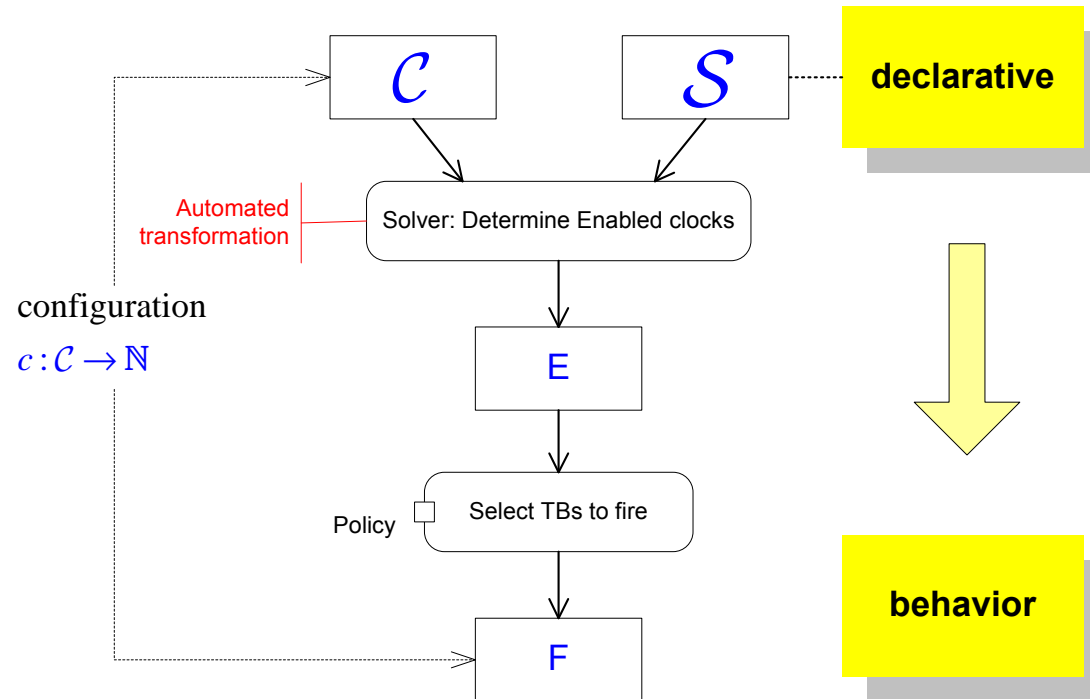 𝒞
𝒮
declarative
Automated
transformation
Solver: Determine Enabled clocks
configuration
c : 𝒞 → ℕ
E
Policy
Select TBs to fire
behavior
F